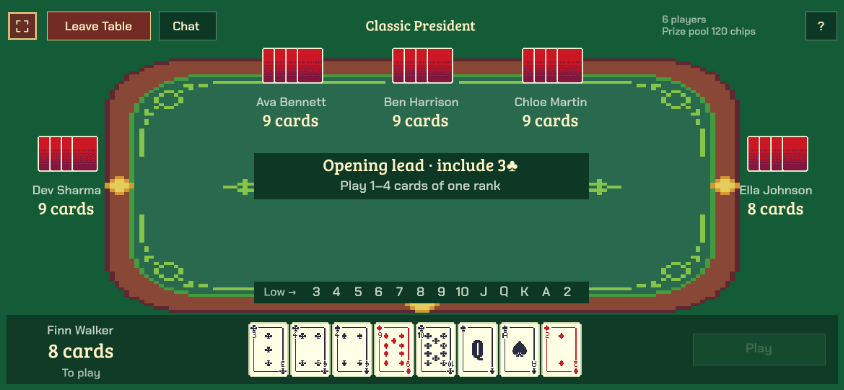 Leave Table
Chat
Classic President
6 players
Prize pool 120 chips
?
Ava Bennett
9 cards
Ben Harrison
9 cards
Chloe Martin
9 cards
Dev Sharma
9 cards
Ella Johnson
8 cards
Opening lead · include 3♣
Play 1–4 cards of one rank
Low → 3 4 5 6 7 8 9 10 J Q K A 2
Finn Walker
8 cards
To play
Q
Play